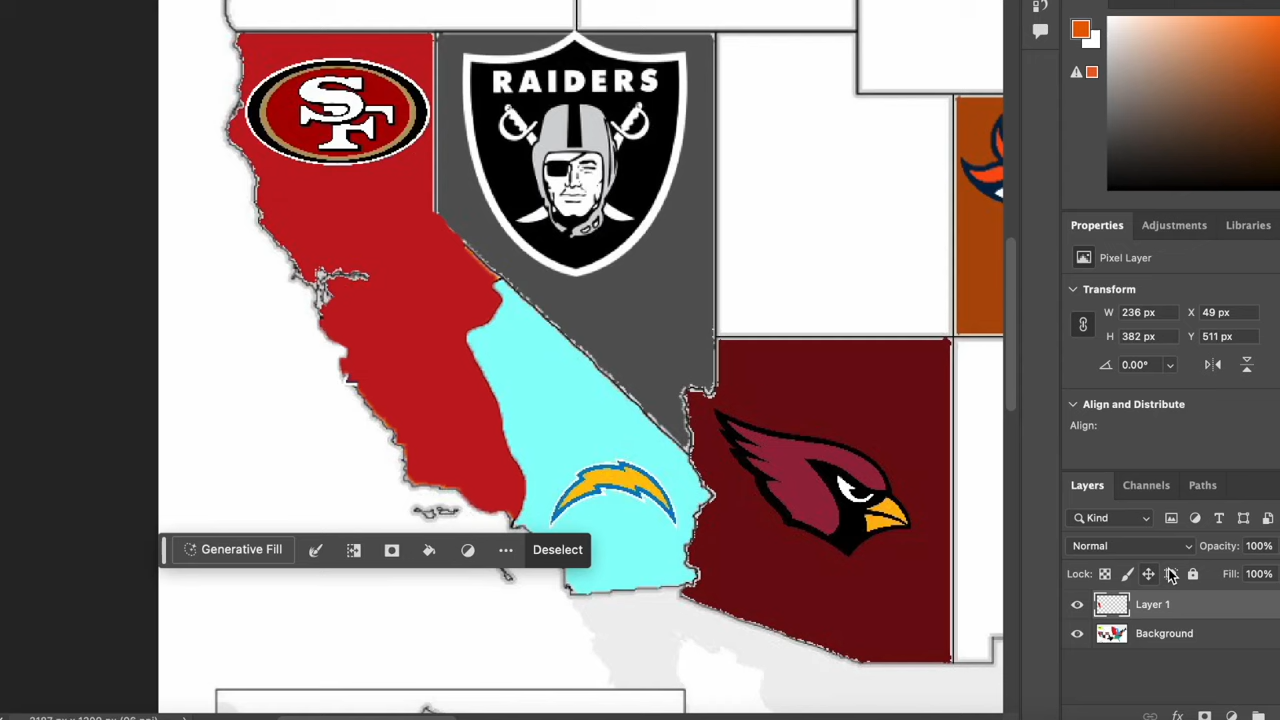 RAIDERS
SF
Properties Adjustments Libraries
Pixel Layer
Transform
W 236 px X 49 px
H 382 px Y 511 px
0.00°
Align and Distribute
Align:
Layers Channels Paths
Kind
Normal Opacity: 100%
Lock: Fill: 100%
Layer 1
Background
Generative Fill ... Deselect
fx